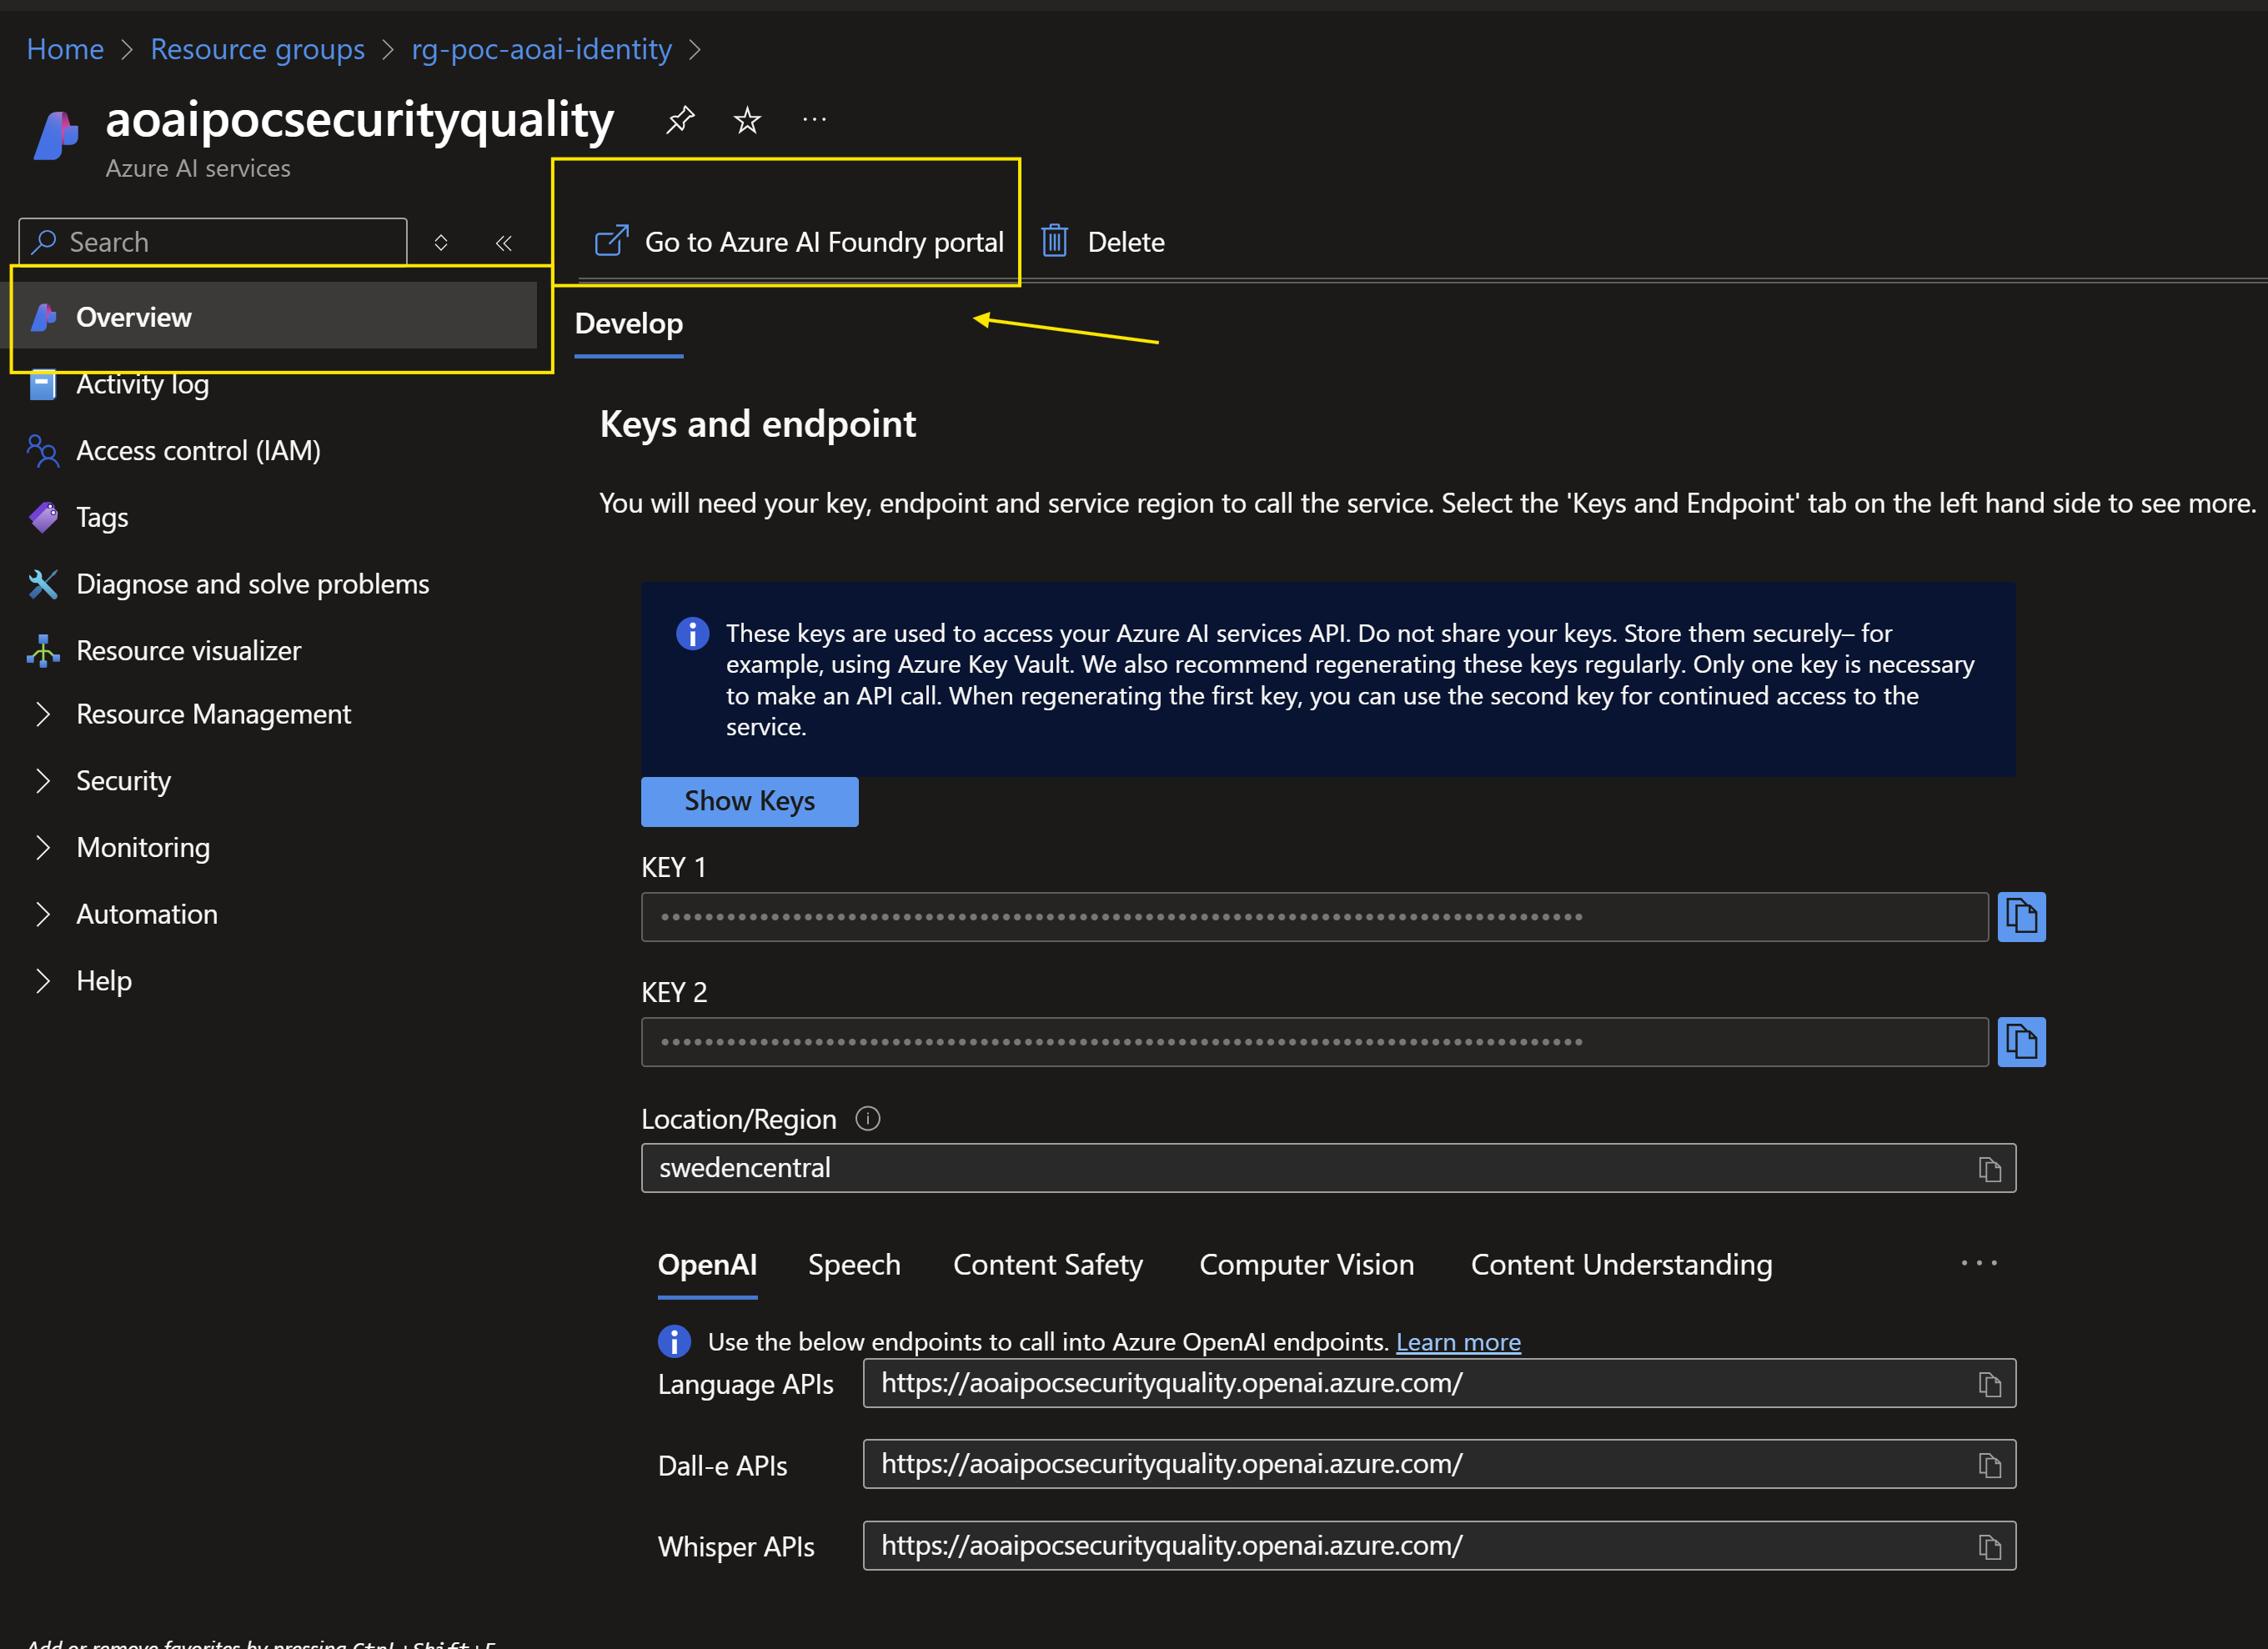 Home > Resource groups > rg-poc-aoai-identity >
aoaipocsecurityquality
Azure AI services
Search
Go to Azure AI Foundry portal
Delete
Overview
Activity log
Access control (IAM)
Tags
Diagnose and solve problems
Resource visualizer
Resource Management
Security
Monitoring
Automation
Help
Develop
Keys and endpoint
You will need your key, endpoint and service region to call the service. Select the 'Keys and Endpoint' tab on the left hand side to see more.
These keys are used to access your Azure AI services API. Do not share your keys. Store them securely– for
example, using Azure Key Vault. We also recommend regenerating these keys regularly. Only one key is necessary
to make an API call. When regenerating the first key, you can use the second key for continued access to the
service.
Show Keys
KEY 1
KEY 2
Location/Region
swedencentral
OpenAI Speech Content Safety Computer Vision Content Understanding
Use the below endpoints to call into Azure OpenAI endpoints. Learn more
Language APIs https://aoaipocsecurityquality.openai.azure.com/
Dall-e APIs https://aoaipocsecurityquality.openai.azure.com/
Whisper APIs https://aoaipocsecurityquality.openai.azure.com/
Add or remove favorites by pressing Ctrl+Shift+F